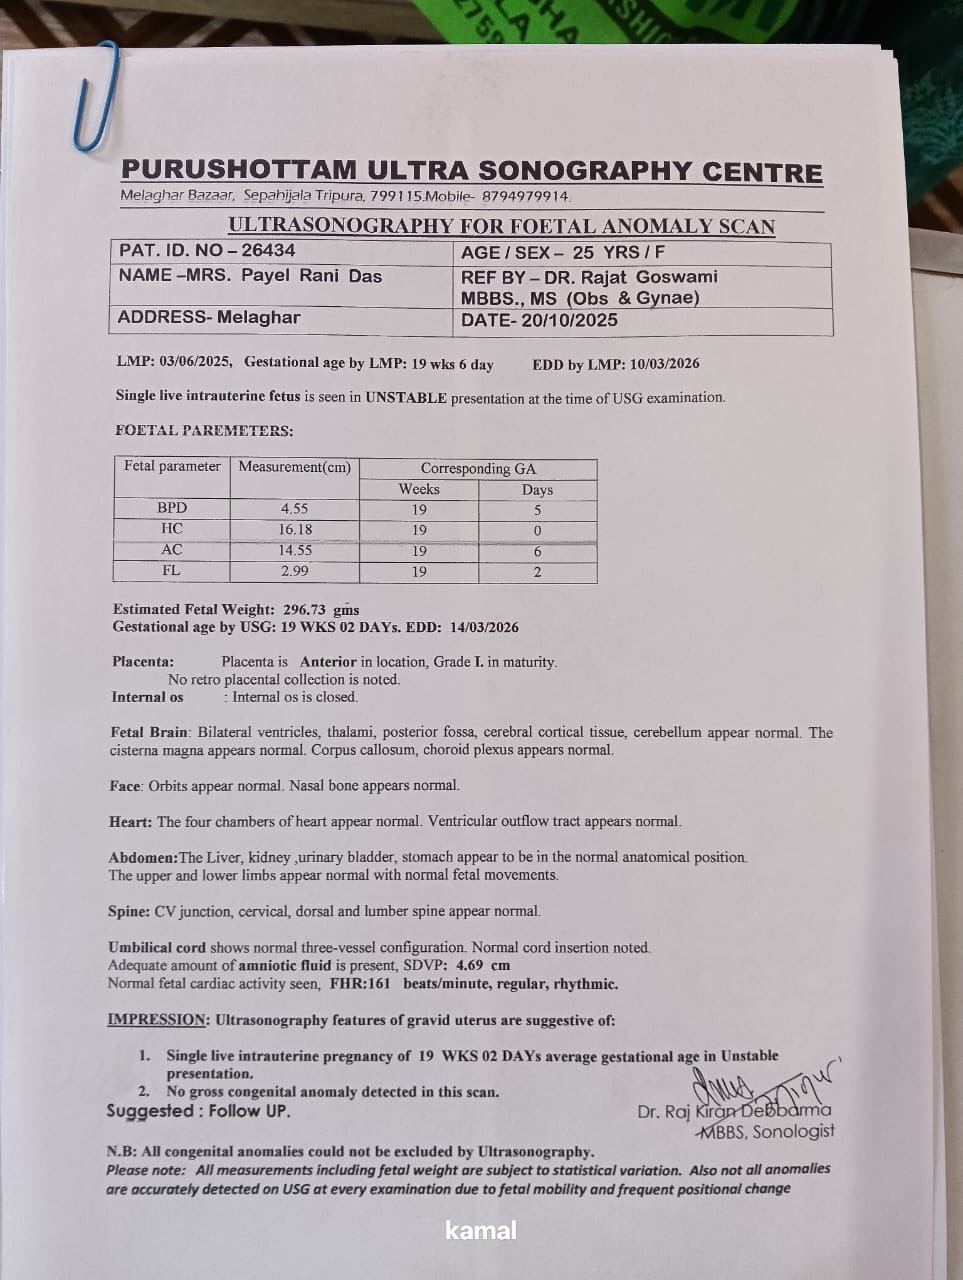 2759
LA
HA
SHIC
PURUSHOTTAM ULTRA SONOGRAPHY CENTRE
Melaghar Bazaar, Sepahijala Tripura, 799115.Mobile- 8794979914.
ULTRASONOGRAPHY FOR FOETAL ANOMALY SCAN
PAT. ID. NO – 26434 AGE / SEX – 25 YRS / F
NAME –MRS. Payel Rani Das REF BY – DR. Rajat Goswami
MBBS., MS (Obs & Gynae)
ADDRESS- Melaghar DATE- 20/10/2025
LMP: 03/06/2025, Gestational age by LMP: 19 wks 6 day EDD by LMP: 10/03/2026
Single live intrauterine fetus is seen in UNSTABLE presentation at the time of USG examination.
FOETAL PAREMETERS:
Fetal parameter Measurement(cm) Corresponding GA
Weeks Days
BPD 4.55 19 5
HC 16.18 19 0
AC 14.55 19 6
FL 2.99 19 2
Estimated Fetal Weight: 296.73 gms
Gestational age by USG: 19 WKS 02 DAYs. EDD: 14/03/2026
Placenta: Placenta is Anterior in location, Grade I. in maturity.
No retro placental collection is noted.
Internal os : Internal os is closed.
Fetal Brain: Bilateral ventricles, thalami, posterior fossa, cerebral cortical tissue, cerebellum appear normal. The
cisterna magna appears normal. Corpus callosum, choroid plexus appears normal.
Face: Orbits appear normal. Nasal bone appears normal.
Heart: The four chambers of heart appear normal. Ventricular outflow tract appears normal.
Abdomen:The Liver, kidney ,urinary bladder, stomach appear to be in the normal anatomical position.
The upper and lower limbs appear normal with normal fetal movements.
Spine: CV junction, cervical, dorsal and lumber spine appear normal.
Umbilical cord shows normal three-vessel configuration. Normal cord insertion noted.
Adequate amount of amniotic fluid is present, SDVP: 4.69 cm
Normal fetal cardiac activity seen, FHR:161 beats/minute, regular, rhythmic.
IMPRESSION: Ultrasonography features of gravid uterus are suggestive of:
1. Single live intrauterine pregnancy of 19 WKS 02 DAYs average gestational age in Unstable
presentation.
2. No gross congenital anomaly detected in this scan.
Suggested : Follow UP.
Dr. Raj Kiran Debbarma
MBBS, Sonologist
N.B: All congenital anomalies could not be excluded by Ultrasonography.
Please note: All measurements including fetal weight are subject to statistical variation. Also not all anomalies
are accurately detected on USG at every examination due to fetal mobility and frequent positional change
kamal